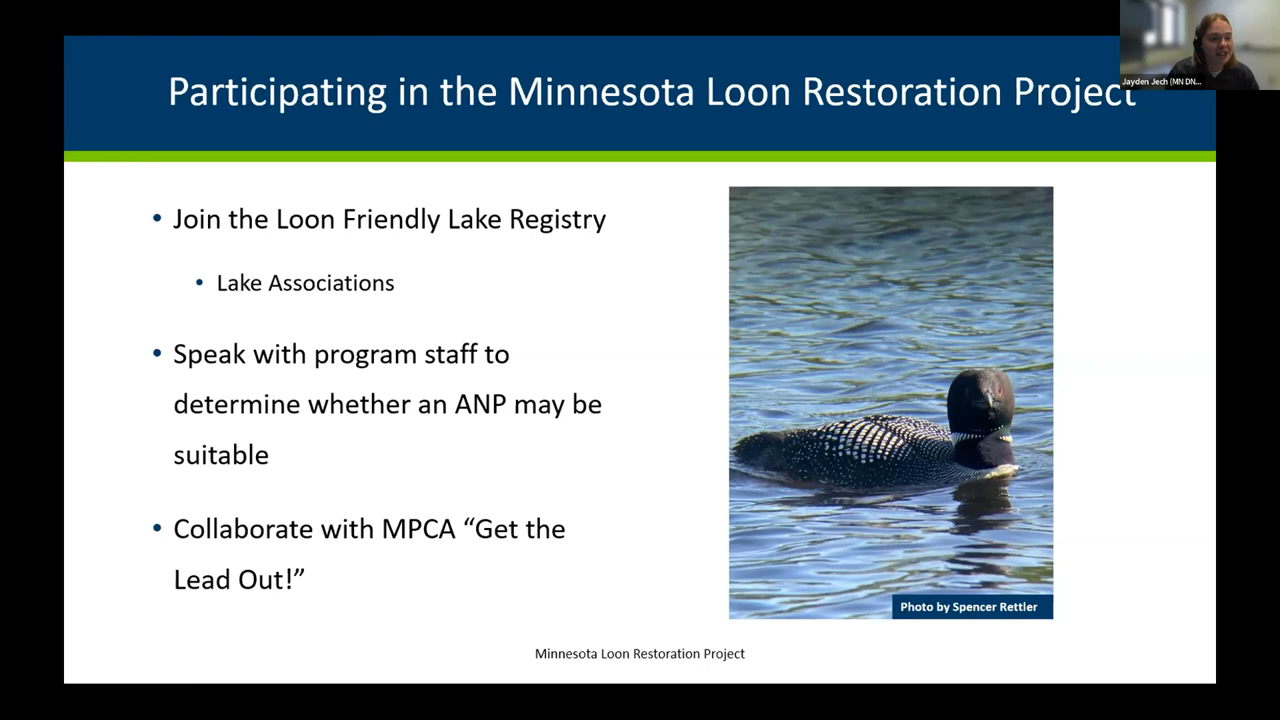 Participating in the Minnesota Loon Restoration Project
Jayden Jech (MN DN...
• Join the Loon Friendly Lake Registry
• Lake Associations
• Speak with program staff to
determine whether an ANP may be
suitable
• Collaborate with MPCA “Get the
Lead Out!”
Photo by Spencer Rettler
Minnesota Loon Restoration Project